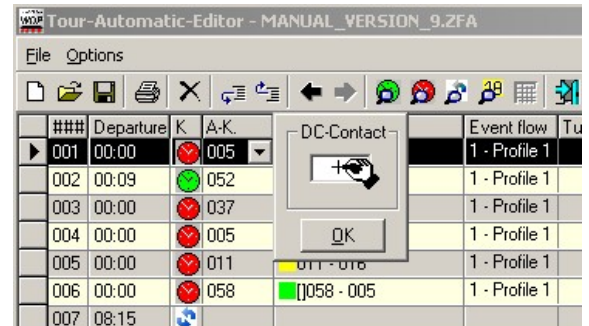 WDP Tour-Automatic-Editor - MANUAL_VERSION_9.ZFA
File Options
### Departure K A-K. Event flow Tu
DC-Contact
OK
001 00:00 005 1 - Profile 1
002 00:09 052 1 - Profile 1
003 00:00 037 1 - Profile 1
004 00:00 005 1 - Profile 1
005 00:00 011 011 - 016 1 - Profile 1
006 00:00 058 []058 - 005 1 - Profile 1
007 08:15